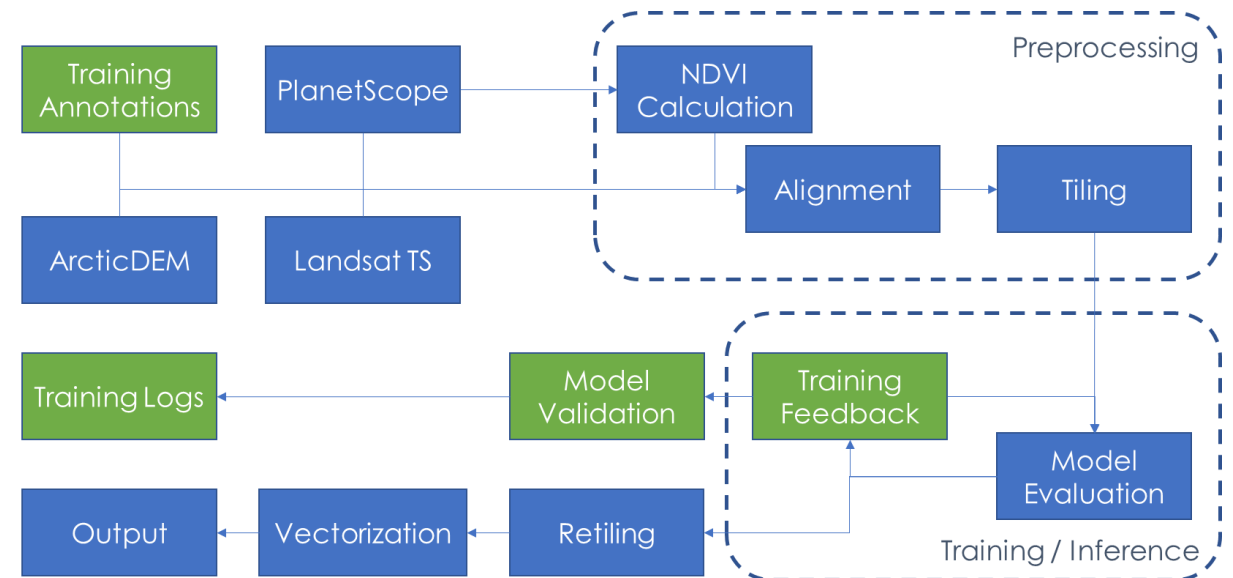 Preprocessing
Training
Annotations
PlanetScope
NDVI
Calculation
Alignment
Tiling
ArcticDEM
Landsat TS
Training Logs
Model
Validation
Training
Feedback
Model
Evaluation
Output
Vectorization
Retiling
Training / Inference